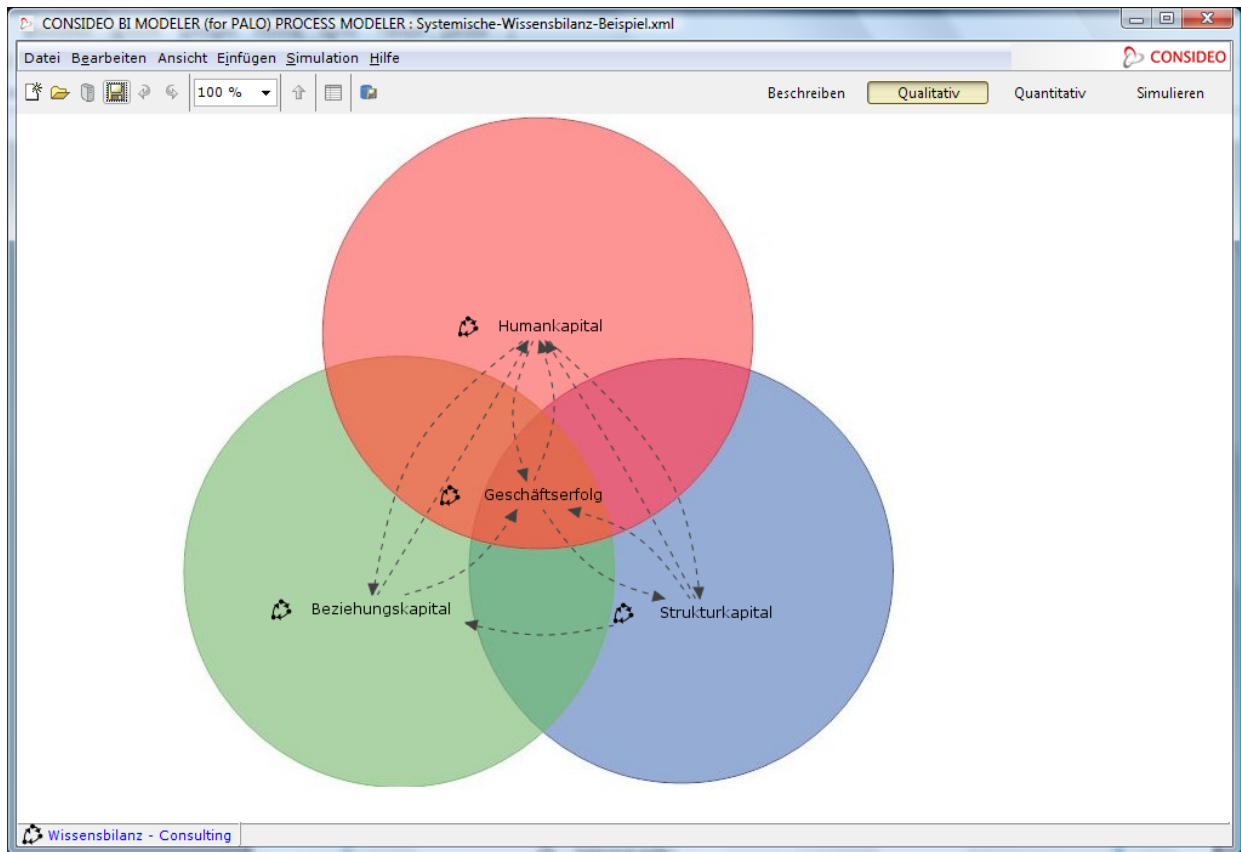 CONSIDEO BI MODELER (for PALO) PROCESS MODELER : Systemische-Wissensbilanz-Beispiel.xml
Datei Bearbeiten Ansicht Einfügen Simulation Hilfe
CONSIDEO
100 %
Beschreiben Qualitativ Quantitativ Simulieren
Humankapital
Geschäftserfolg
Beziehungskapital
Strukturkapital
Wissensbilanz - Consulting